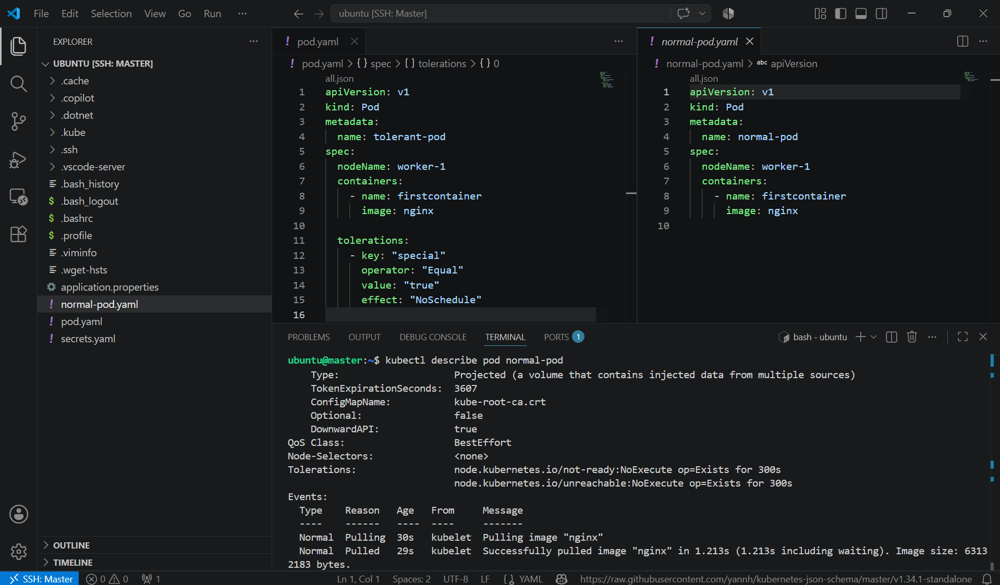 File Edit Selection View Go Run ···
ubuntu [SSH: Master]
EXPLORER ···
UBUNTU [SSH: MASTER]
.cache
.copilot
.dotnet
.kube
.ssh
.vscode-server
.bash_history
$ .bash_logout
$ .bashrc
$ .profile
.viminfo
.wget-hsts
application.properties
! normal-pod.yaml
! pod.yaml
! secrets.yaml
OUTLINE
TIMELINE
! pod.yaml
! pod.yaml > { } spec > [ ] tolerations > { } 0
all.json
1 apiVersion: v1
2 kind: Pod
3 metadata:
4 name: tolerant-pod
5 spec:
6 nodeName: worker-1
7 containers:
8 - name: firstcontainer
9 image: nginx
10
11 tolerations:
12 - key: "special"
13 operator: "Equal"
14 value: "true"
15 effect: "NoSchedule"
16
! normal-pod.yaml
! normal-pod.yaml > abc apiVersion
all.json
1 apiVersion: v1
2 kind: Pod
3 metadata:
4 name: normal-pod
5 spec:
6 nodeName: worker-1
7 containers:
8 - name: firstcontainer
9 image: nginx
10
PROBLEMS OUTPUT DEBUG CONSOLE TERMINAL PORTS 1
bash - ubuntu
ubuntu@master:~$ kubectl describe pod normal-pod
Type: Projected (a volume that contains injected data from multiple sources)
TokenExpirationSeconds: 3607
ConfigMapName: kube-root-ca.crt
Optional: false
DownwardAPI: true
QoS Class: BestEffort
Node-Selectors: <none>
Tolerations: node.kubernetes.io/not-ready:NoExecute op=Exists for 300s
node.kubernetes.io/unreachable:NoExecute op=Exists for 300s
Events:
Type Reason Age From Message
---- ------ ---- ---- -------
Normal Pulling 30s kubelet Pulling image "nginx"
Normal Pulled 29s kubelet Successfully pulled image "nginx" in 1.213s (1.213s including waiting). Image size: 6313
2183 bytes.
SSH: Master 0 0 1 Ln 1, Col 1 Spaces: 2 UTF-8 LF { } YAML https://raw.githubusercontent.com/yannh/kubernetes-json-schema/master/v1.34.1-standalone